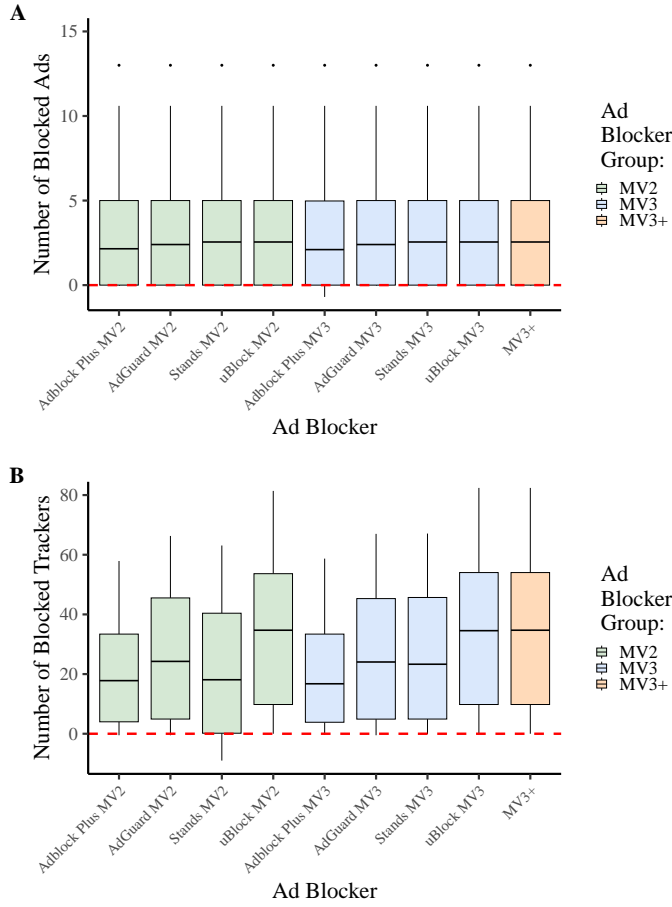 A
Number of Blocked Ads
15
10
5
0
Adblock Plus MV2
AdGuard MV2
Stands MV2
uBlock MV2
Adblock Plus MV3
AdGuard MV3
Stands MV3
uBlock MV3
MV3+
Ad Blocker
Ad
Blocker
Group:
MV2
MV3
MV3+
B
Number of Blocked Trackers
80
60
40
20
0
Adblock Plus MV2
AdGuard MV2
Stands MV2
uBlock MV2
Adblock Plus MV3
AdGuard MV3
Stands MV3
uBlock MV3
MV3+
Ad Blocker
Ad
Blocker
Group:
MV2
MV3
MV3+